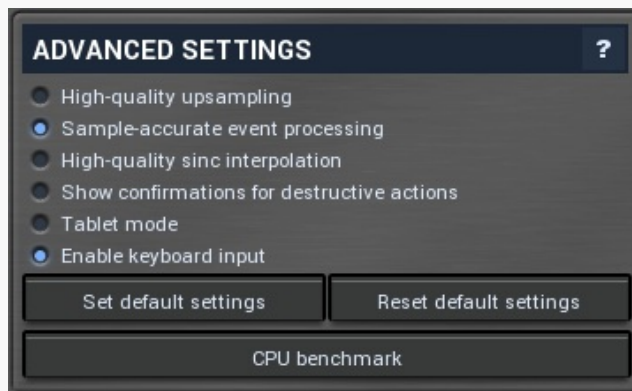 ADVANCED SETTINGS ?
High-quality upsampling
Sample-accurate event processing
High-quality sinc interpolation
Show confirmations for destructive actions
Tablet mode
Enable keyboard input
Set default settings Reset default settings
CPU benchmark